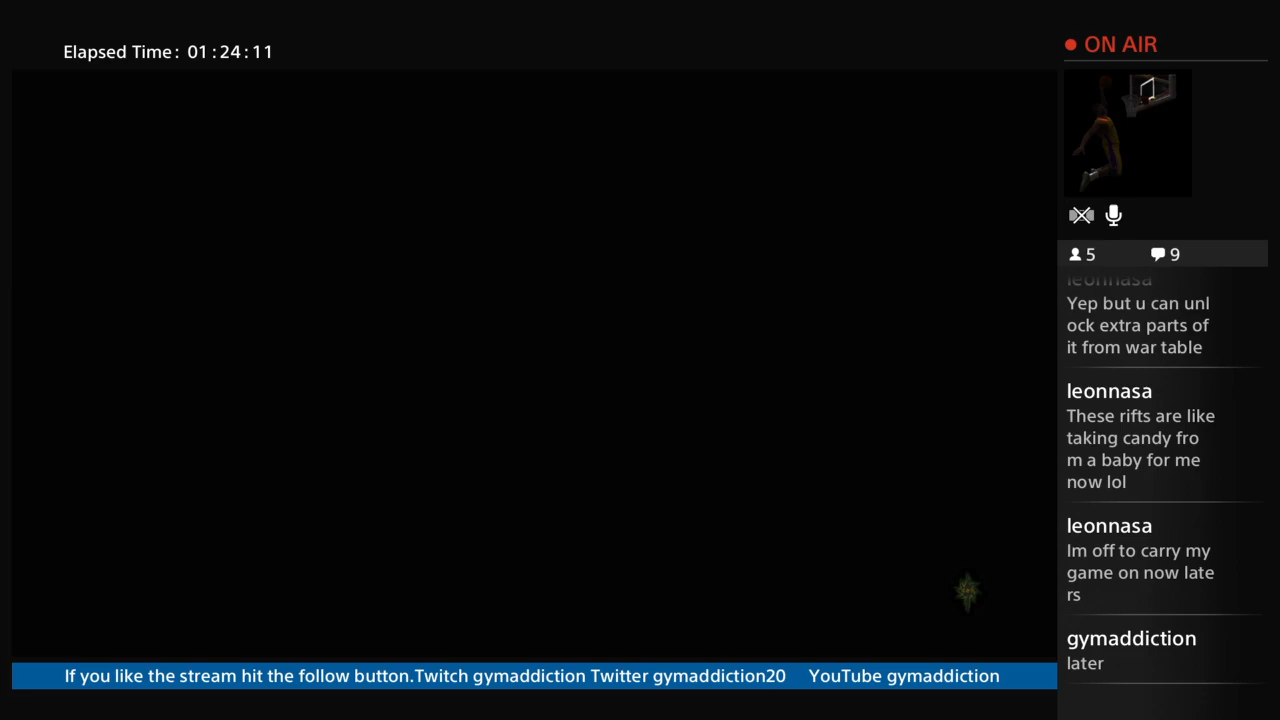 Elapsed Time: 01:24:11
ON AIR
5 9
leonnasa
Yep but u can unl
ock extra parts of
it from war table
leonnasa
These rifts are like
taking candy fro
m a baby for me
now lol
leonnasa
Im off to carry my
game on now late
rs
gymaddiction
later
If you like the stream hit the follow button.Twitch gymaddiction Twitter gymaddiction20 YouTube gymaddiction